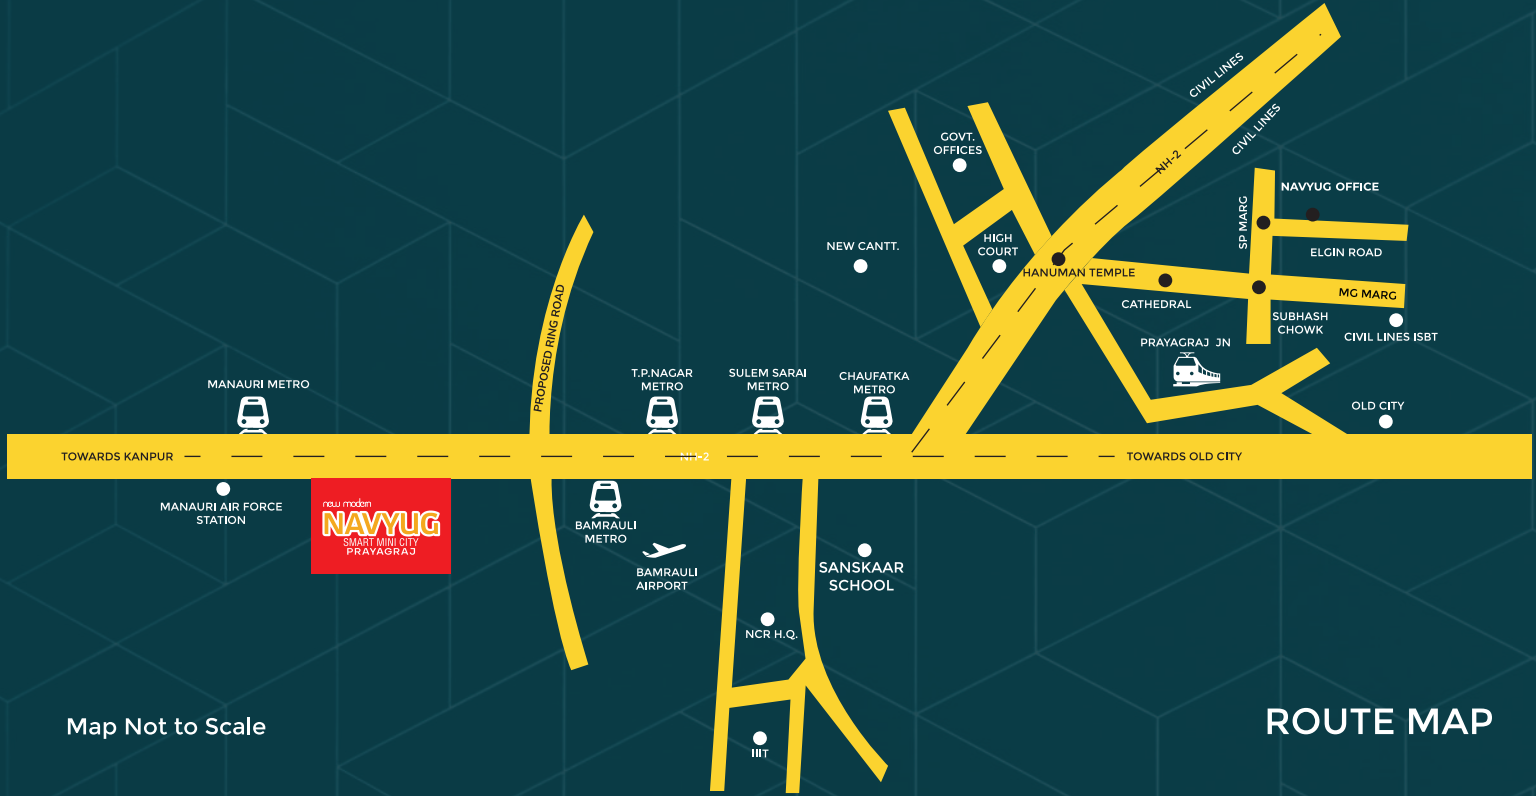 CIVIL LINES
CIVIL LINES
NH-2
GOVT.
OFFICES
NAVYUG OFFICE
SP MARG
ELGIN ROAD
NEW CANTT.
HIGH
COURT
HANUMAN TEMPLE
CATHEDRAL
MG MARG
SUBHASH
CHOWK
CIVIL LINES ISBT
PRAYAGRAJ JN
OLD CITY
PROPOSED RING ROAD
MANAURI METRO
T.P.NAGAR
METRO
SULEM SARAI
METRO
CHAUFATKA
METRO
TOWARDS KANPUR
NH-2
TOWARDS OLD CITY
MANAURI AIR FORCE
STATION
new modern
NAVYUG
SMART MINI CITY
PRAYAGRAJ
BAMRAULI
METRO
BAMRAULI
AIRPORT
SANSKAAR
SCHOOL
NCR H.Q.
IIIT
Map Not to Scale
ROUTE MAP